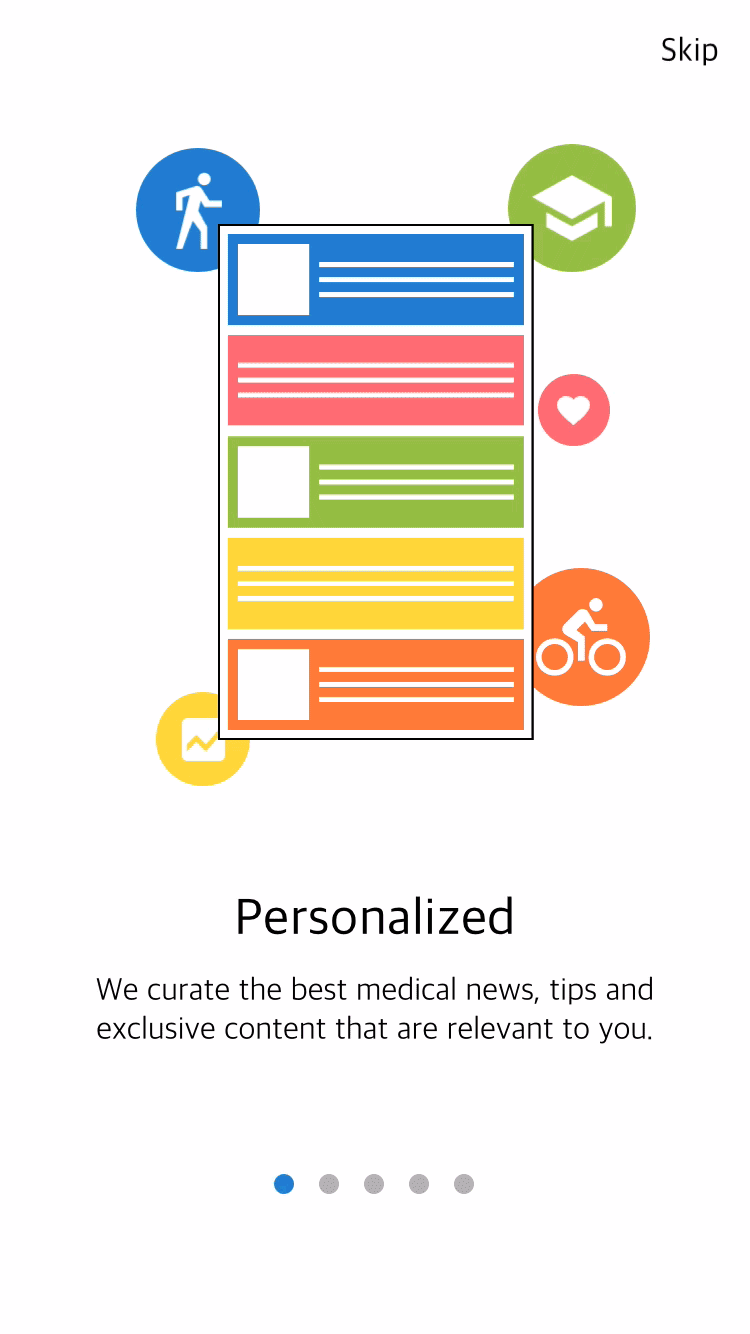 Skip
Personalized
We curate the best medical news, tips and
exclusive content that are relevant to you.